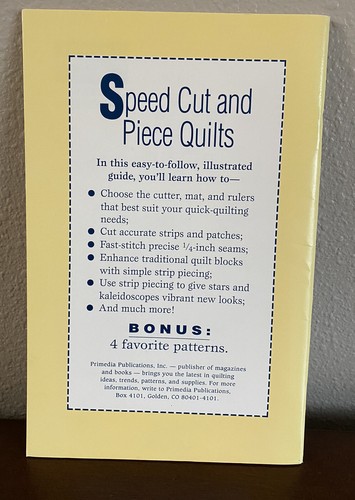 Speed Cut and
Piece Quilts
In this easy-to-follow, illustrated
guide, you'll learn how to—
● Choose the cutter, mat, and rulers
that best suit your quick-quilting
needs;
● Cut accurate strips and patches;
● Fast-stitch precise 1/4-inch seams;
● Enhance traditional quilt blocks
with simple strip piecing;
● Use strip piecing to give stars and
kaleidoscopes vibrant new looks;
● And much more!
BONUS:
4 favorite patterns.
Primedia Publications, Inc. — publisher of magazines
and books — brings you the latest in quilting
ideas, trends, patterns, and supplies. For more
information, write to Primedia Publications,
Box 4101, Golden, CO 80401-4101.